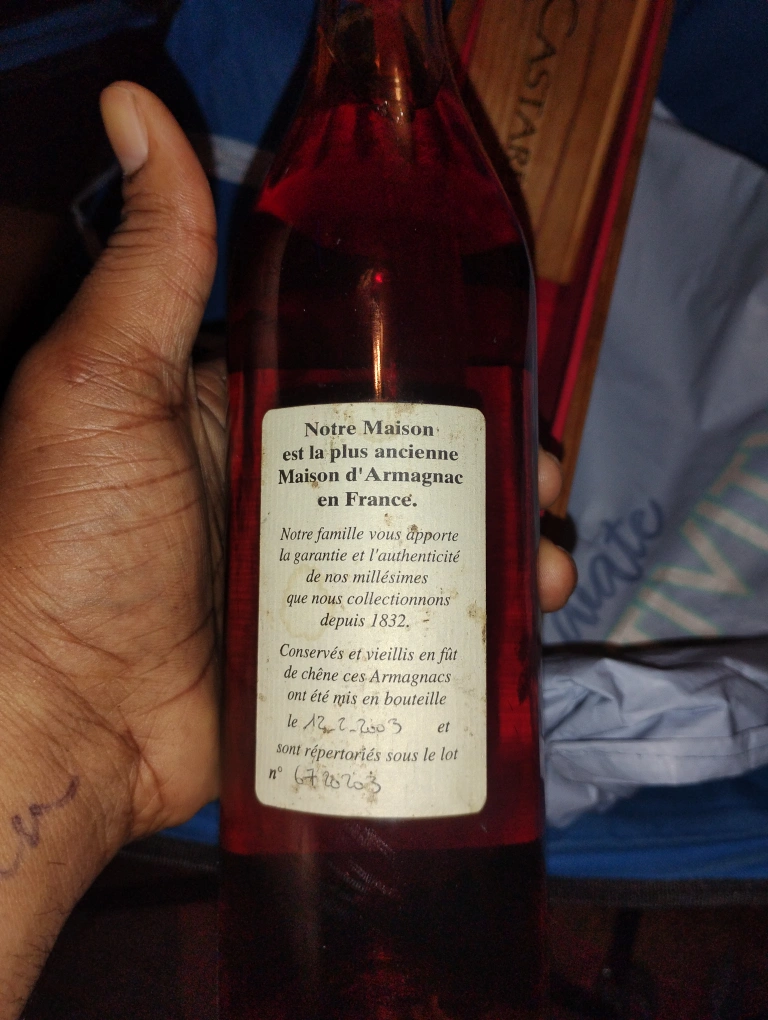 CASTAR
Notre Maison
est la plus ancienne
Maison d'Armagnac
en France.
Notre famille vous apporte
la garantie et l'authenticité
de nos millésimes
que nous collectionnons
depuis 1832.
Conservés et vieillis en fût
de chêne ces Armagnacs
ont été mis en bouteille
le 12-2-2003 et
sont répertoriés sous le lot
n°